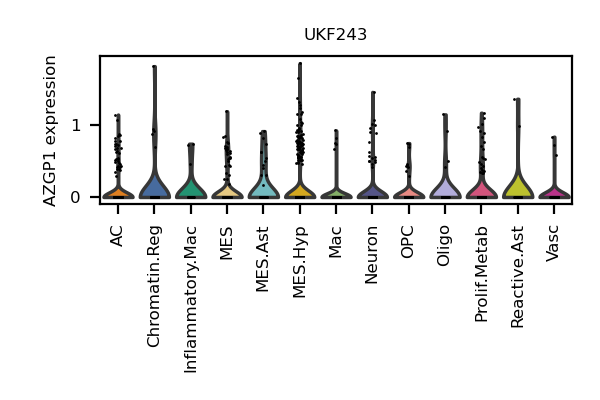 UKF243
AZGP1 expression
1
0
AC
Chromatin.Reg
Inflammatory.Mac
MES
MES.Ast
MES.Hyp
Mac
Neuron
OPC
Oligo
Prolif.Metab
Reactive.Ast
Vasc